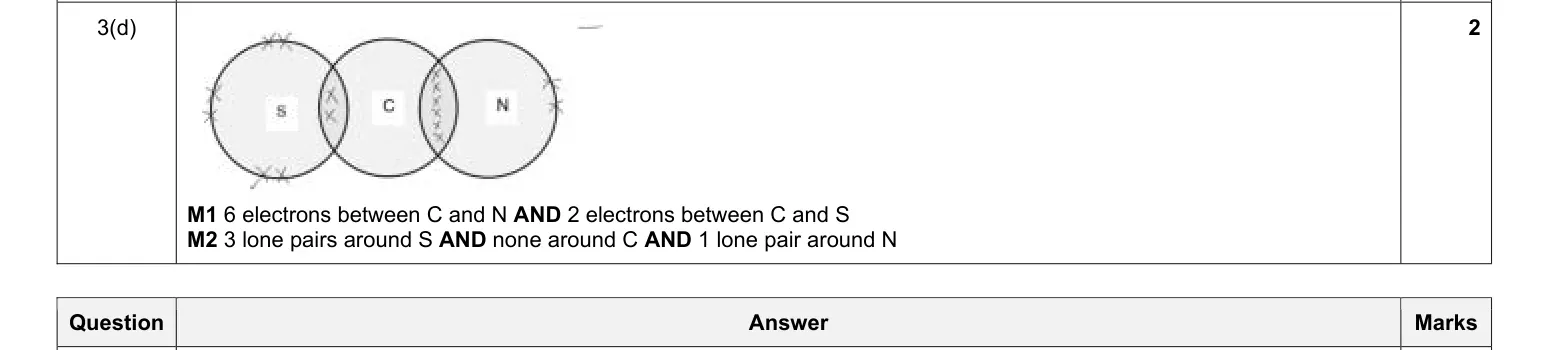 3(d)
2
S C N
M1 6 electrons between C and N AND 2 electrons between C and S
M2 3 lone pairs around S AND none around C AND 1 lone pair around N
Question Answer Marks